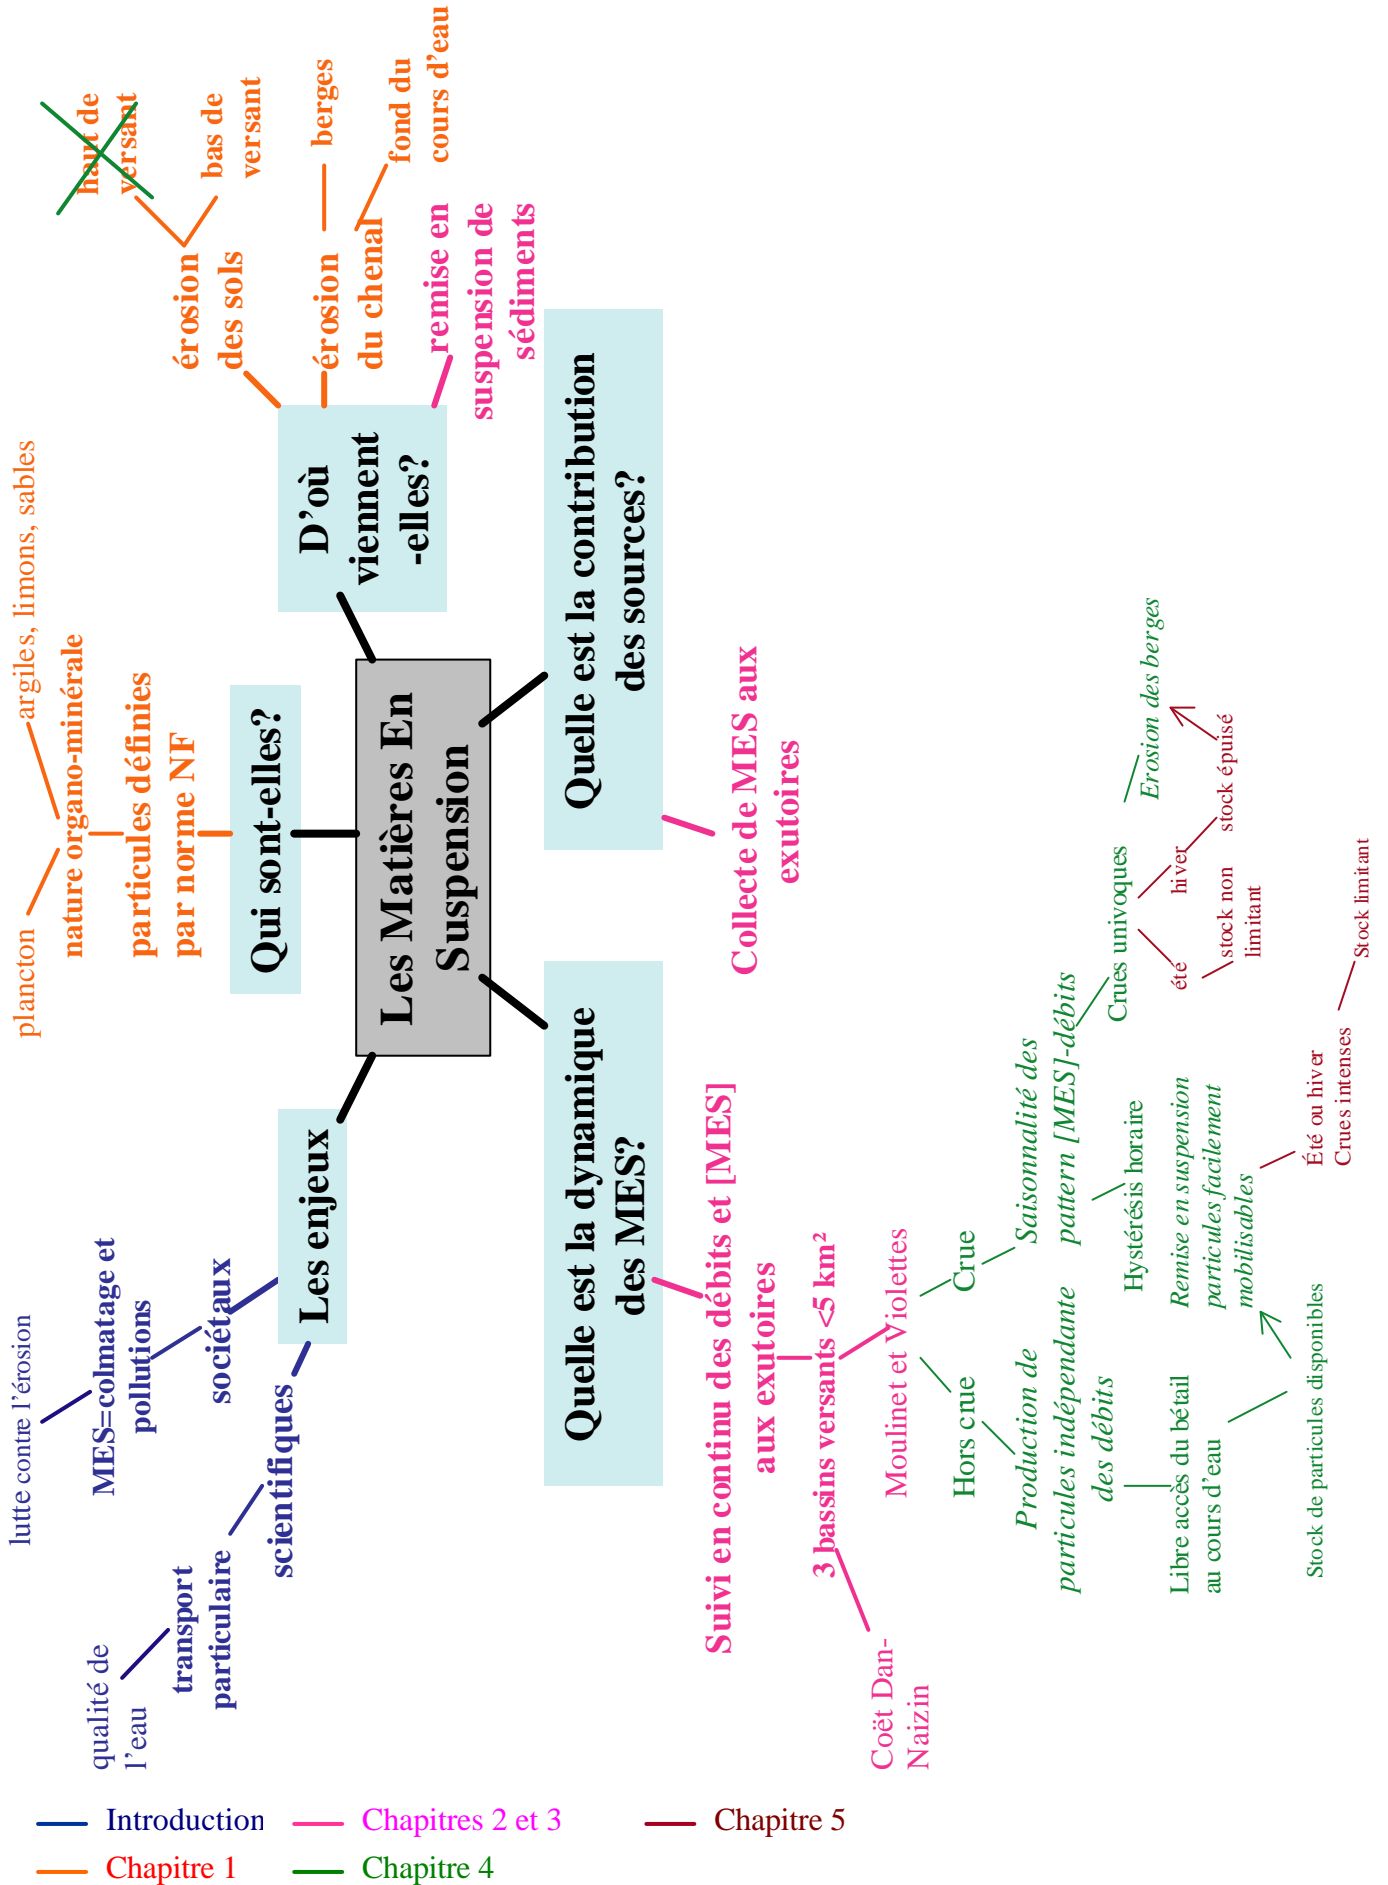 lutte contre l'érosion
MES=colmatage et
pollutions
sociétaux
qualité de
l'eau
transport
particulaire
scientifiques
Les enjeux
plancton
argiles, limons, sables
nature organo-minérale
particules définies
par norme NF
Qui sont-elles?
haut de
versant
bas de
versant
érosion
des sols
berges
érosion
du chenal
fond du
cours d'eau
remise en
suspension de
sédiments
D'où
viennent
-elles?
Les Matières En
Suspension
Quelle est la dynamique
des MES?
Quelle est la contribution
des sources?
Suivi en continu des débits et [MES]
aux exutoires
Collecte de MES aux
exutoires
3 bassins versants <5 km²
Coët Dan-
Naizin
Moulinet et Violettes
Hors crue
Crue
Production de
particules indépendante
des débits
Saisonnalité des
pattern [MES]-débits
Hystérésis horaire
Crues univoques
Erosion des berges
Libre accès du bétail
au cours d'eau
Remise en suspension
particules facilement
mobilisables
été
hiver
stock non
limitant
stock épuisé
Stock de particules disponibles
Été ou hiver
Crues intenses
Stock limitant
Introduction
Chapitre 1
Chapitres 2 et 3
Chapitre 4
Chapitre 5